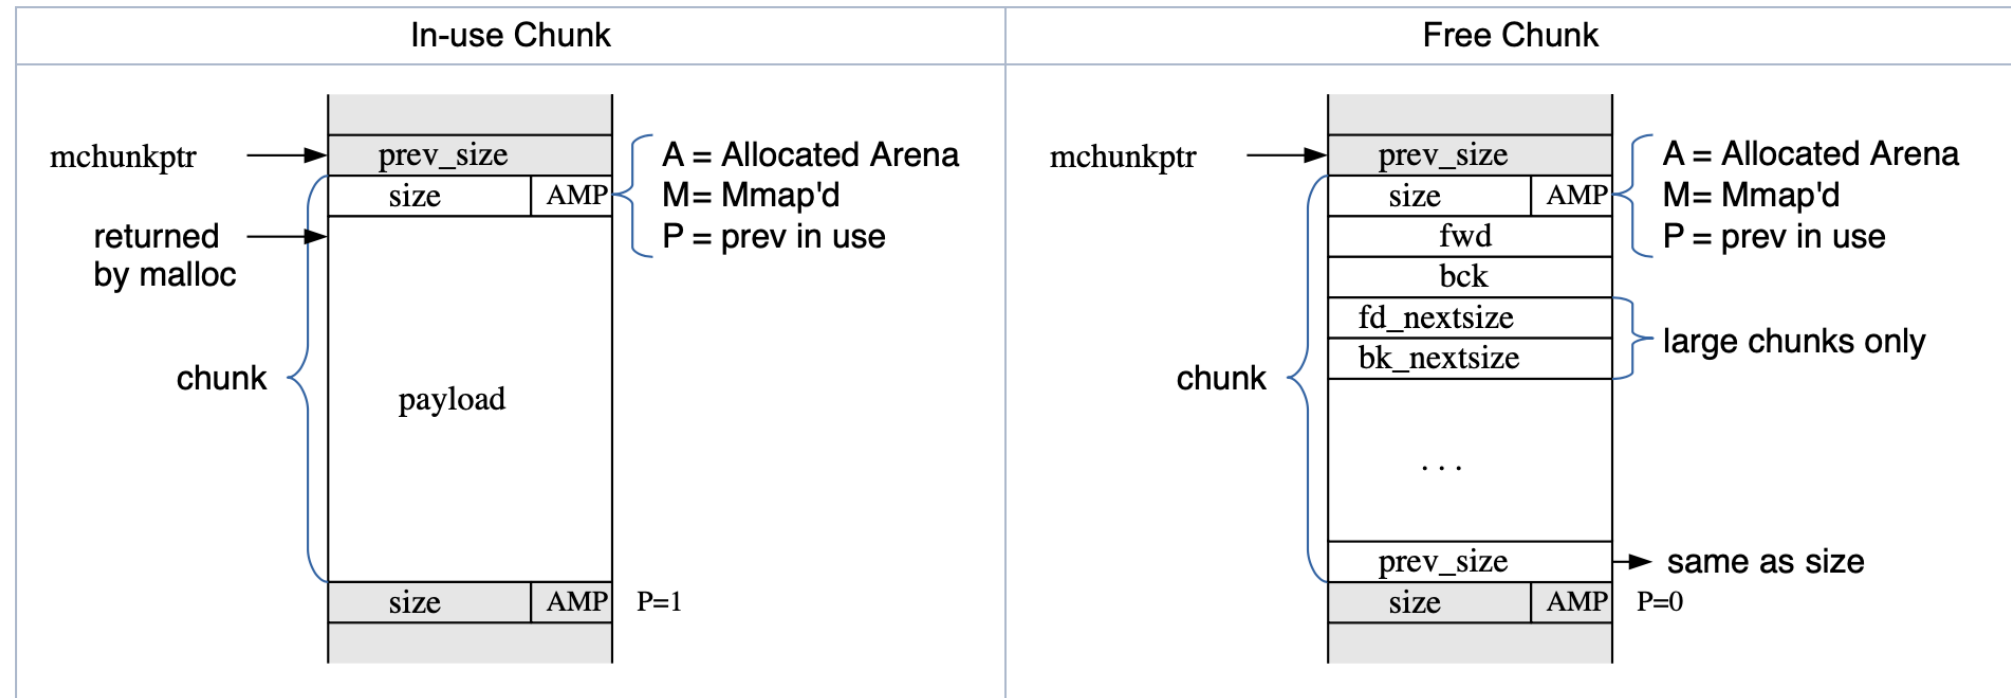 In-use Chunk
mchunkptr
prev_size
size
AMP
A = Allocated Arena
M= Mmap'd
P = prev in use
returned
by malloc
chunk
payload
size
AMP
P=1
Free Chunk
mchunkptr
prev_size
size
AMP
A = Allocated Arena
M= Mmap'd
P = prev in use
fwd
bck
fd_nextsize
bk_nextsize
large chunks only
chunk
. . .
prev_size
same as size
size
AMP
P=0